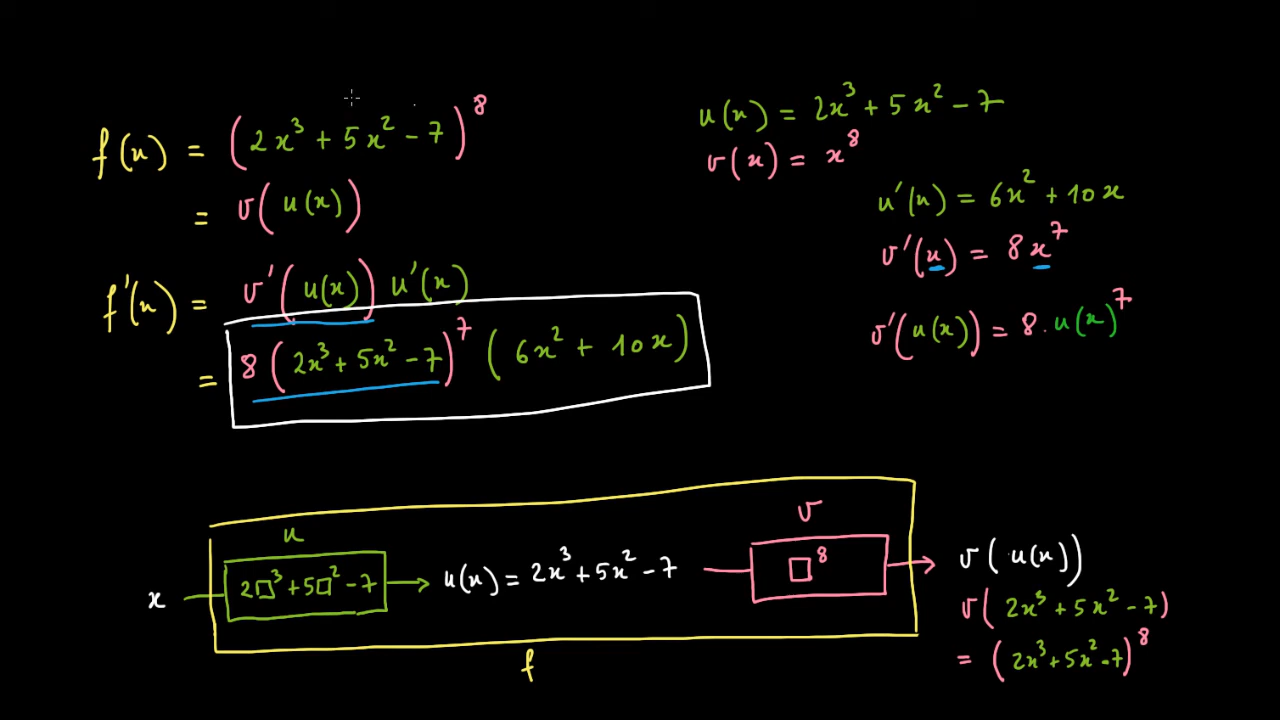 f(x) = (2x³ + 5x² - 7)⁸
= v(u(x))
f'(x) = v'(u(x)) u'(x)
= 8(2x³ + 5x² - 7)⁷ (6x² + 10x)
u(x) = 2x³ + 5x² - 7
v(x) = x⁸
u'(x) = 6x² + 10x
v'(x) = 8x⁷
v'(u(x)) = 8 · u(x)⁷
u
v
x
2□³ + 5□² - 7
u(x) = 2x³ + 5x² - 7
□⁸
v(u(x))
v(2x³ + 5x² - 7)
= (2x³ + 5x² - 7)⁸
f